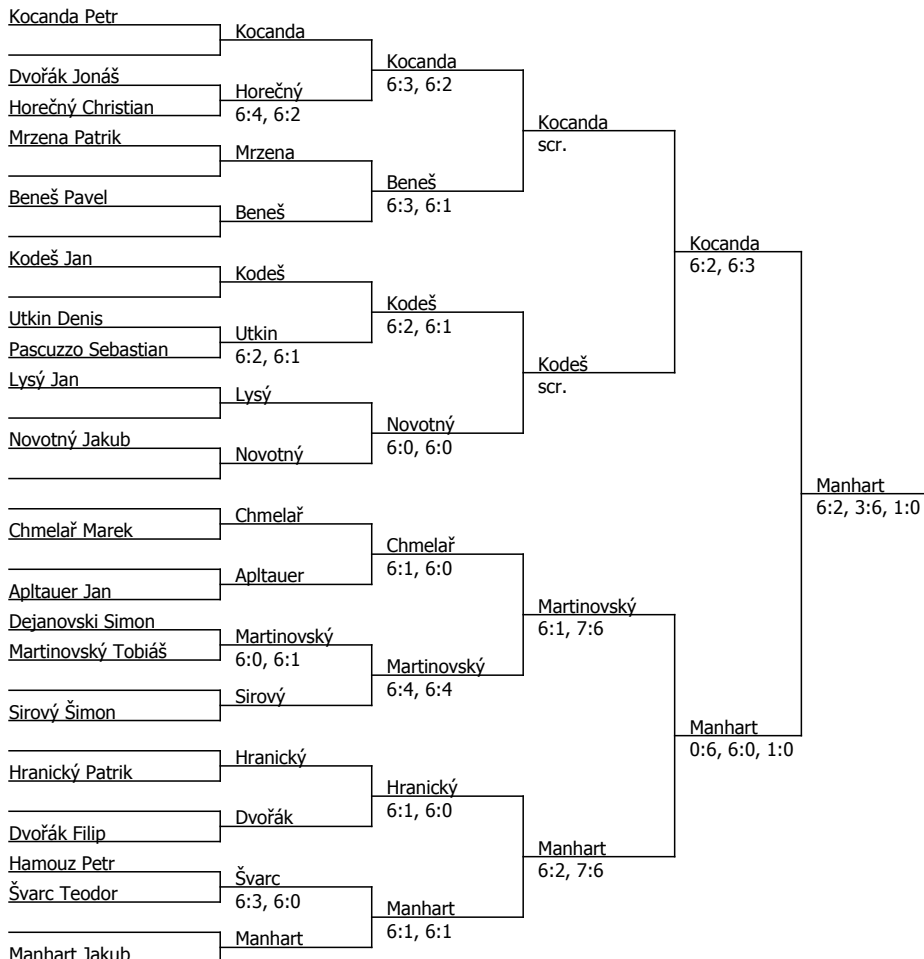 Kocanda Petr
Kocanda
Kocanda
6:3, 6:2
Dvořák Jonáš
Horečný
6:4, 6:2
Horečný Christian
Kocanda
scr.
Mrzena Patrik
Mrzena
Beneš
6:3, 6:1
Beneš Pavel
Beneš
Kocanda
6:2, 6:3
Kodeš Jan
Kodeš
Kodeš
6:2, 6:1
Utkin Denis
Utkin
6:2, 6:1
Pascuzzo Sebastian
Kodeš
scr.
Lysý Jan
Lysý
Novotný
6:0, 6:0
Novotný Jakub
Novotný
Manhart
6:2, 3:6, 1:0
Chmelař
Chmelař Marek
Chmelař
6:1, 6:0
Apltauer
Apltauer Jan
Martinovský
6:1, 7:6
Dejanovski Simon
Martinovský
6:0, 6:1
Martinovský Tobiáš
Martinovský
6:4, 6:4
Sirový
Sirový Šimon
Manhart
0:6, 6:0, 1:0
Hranický
Hranický Patrik
Hranický
6:1, 6:0
Dvořák
Dvořák Filip
Manhart
6:2, 7:6
Hamouz Petr
Švarc
6:3, 6:0
Švarc Teodor
Manhart
6:1, 6:1
Manhart
Manhart Jakub